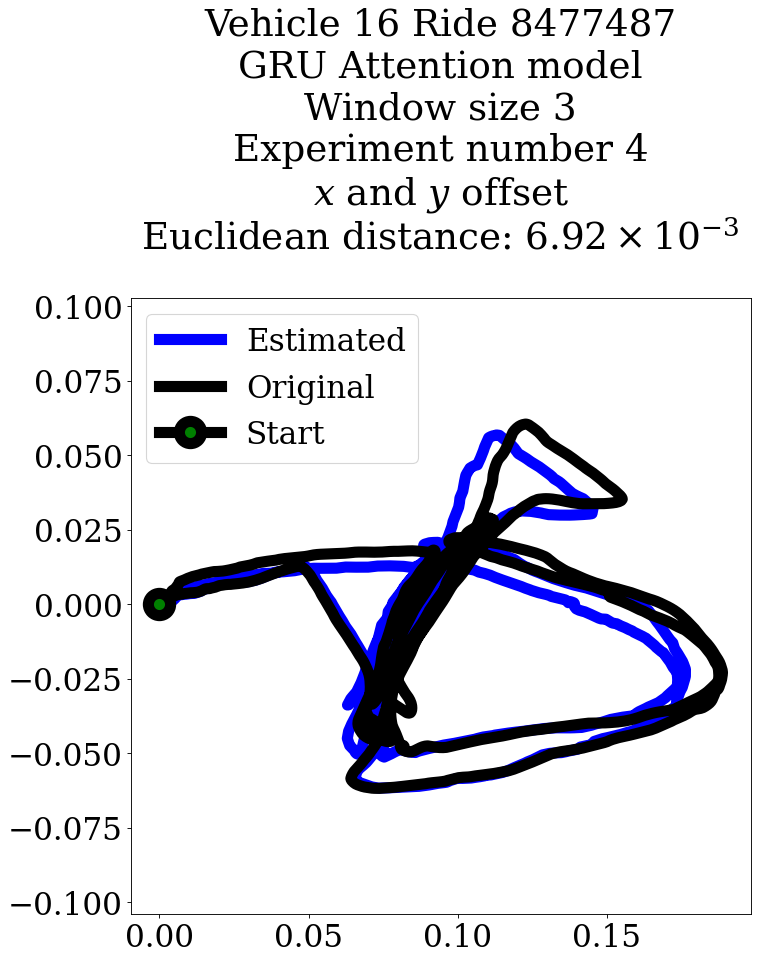 Vehicle 16 Ride 8477487
GRU Attention model
Window size 3
Experiment number 4
x and y offset
Euclidean distance: 6.92 × 10⁻³
0.100
0.075
0.050
0.025
0.000
−0.025
−0.050
−0.075
−0.100
Estimated
Original
Start
0.00 0.05 0.10 0.15